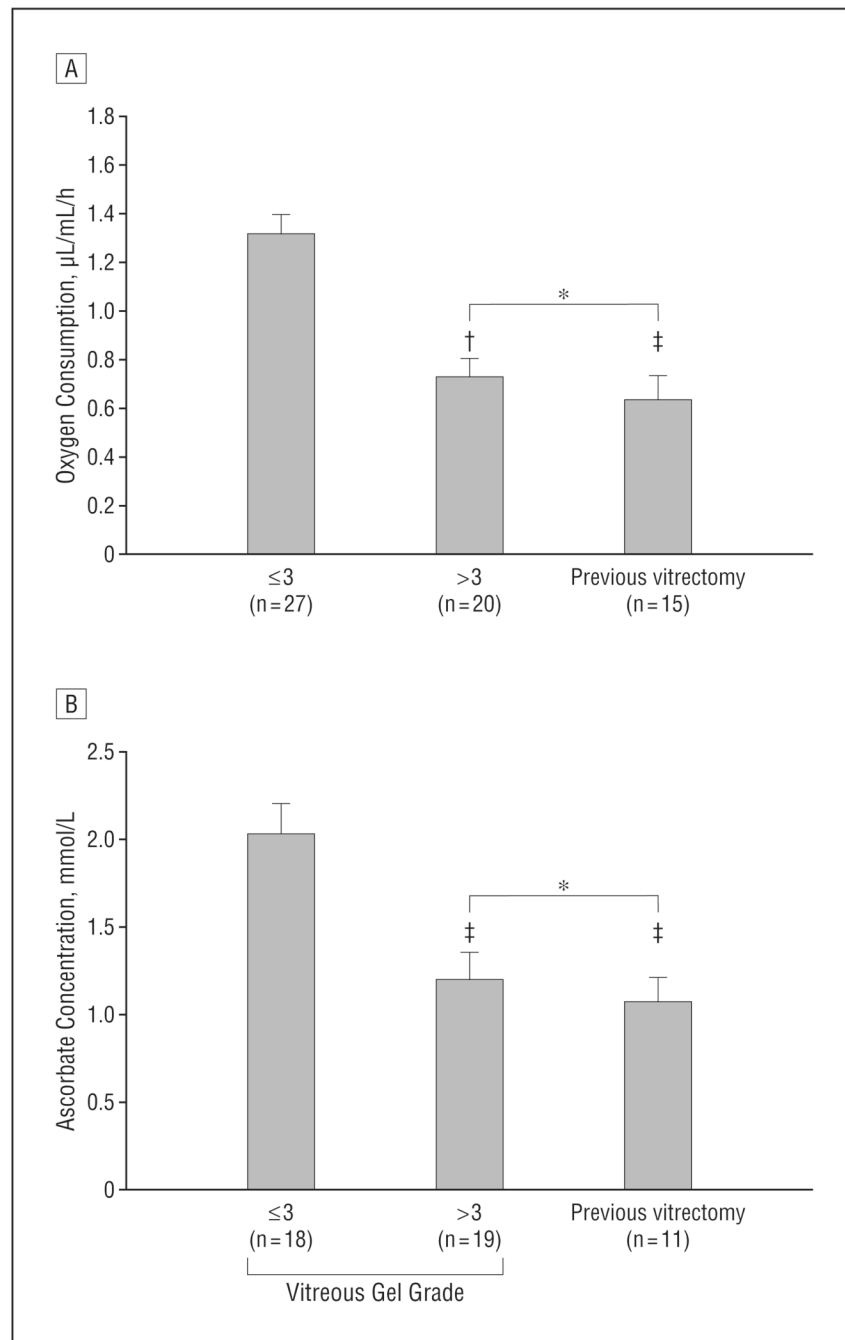 A
1.8
1.6
1.4
1.2
1.0
0.8
0.6
0.4
0.2
0
Oxygen Consumption, μL/mL/h
*
† ‡
≤3 >3 Previous vitrectomy
(n=27) (n=20) (n=15)
B
2.5
2.0
1.5
1.0
0.5
0
Ascorbate Concentration, mmol/L
*
‡ ‡
≤3 >3 Previous vitrectomy
(n=18) (n=19) (n=11)
Vitreous Gel Grade